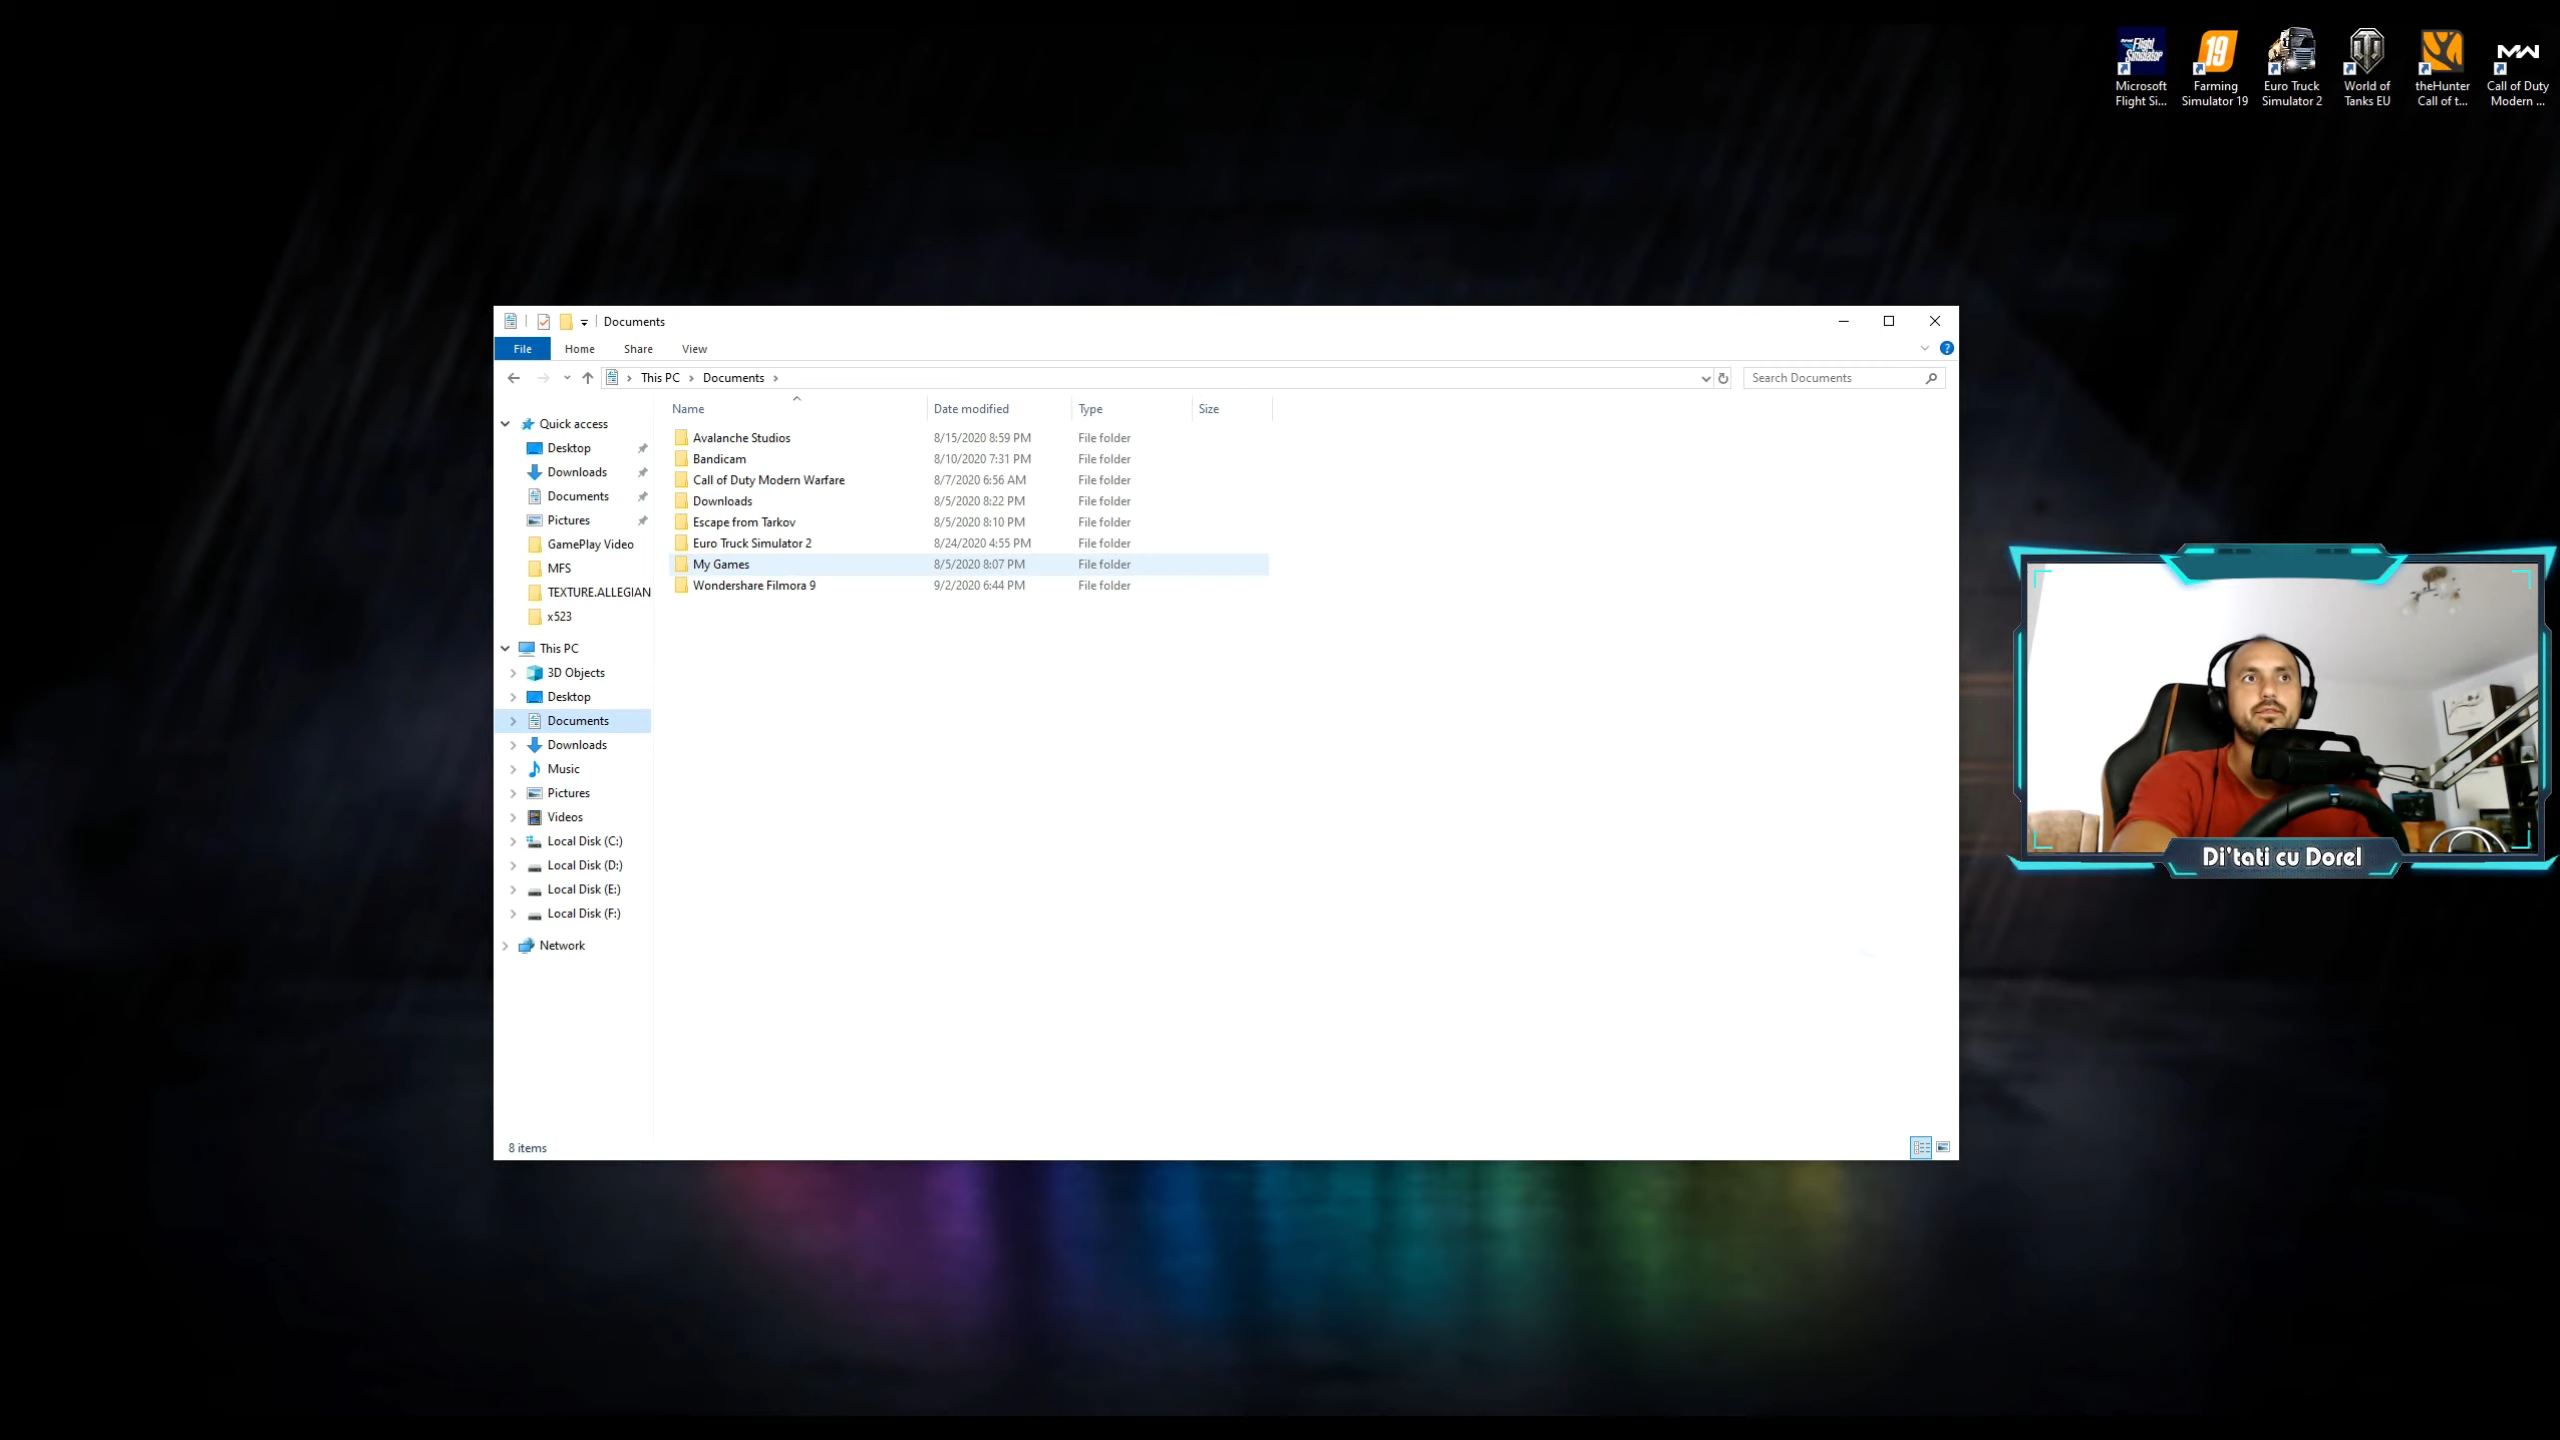 Microsoft Flight Si...
Farming Simulator 19
Euro Truck Simulator 2
World of Tanks EU
theHunter Call of t...
Call of Duty Modern ...
Documents
File Home Share View
This PC Documents
Search Documents
Name Date modified Type Size
Quick access
Desktop
Downloads
Documents
Pictures
GamePlay Video
MFS
TEXTURE.ALLEGIAN
x523
This PC
3D Objects
Desktop
Documents
Downloads
Music
Pictures
Videos
Local Disk (C:)
Local Disk (D:)
Local Disk (E:)
Local Disk (F:)
Network
Avalanche Studios 8/15/2020 8:59 PM File folder
Bandicam 8/10/2020 7:31 PM File folder
Call of Duty Modern Warfare 8/7/2020 6:56 AM File folder
Downloads 8/5/2020 8:22 PM File folder
Escape from Tarkov 8/5/2020 8:10 PM File folder
Euro Truck Simulator 2 8/24/2020 4:55 PM File folder
My Games 8/5/2020 8:07 PM File folder
Wondershare Filmora 9 9/2/2020 6:44 PM File folder
8 items
Di'tati cu Dorel